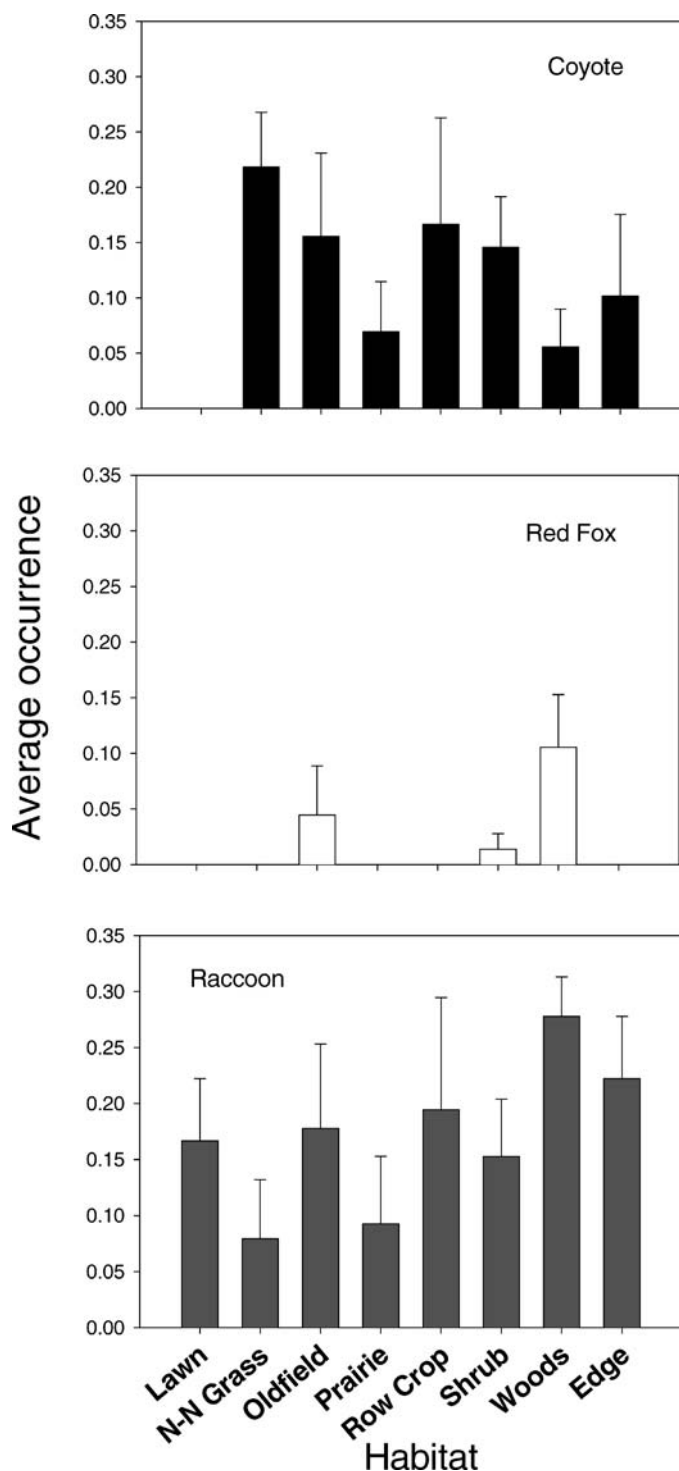 0.35
0.30
0.25
0.20
0.15
0.10
0.05
0.00
Coyote
0.35
0.30
0.25
0.20
0.15
0.10
0.05
0.00
Red Fox
Average occurrence
0.35
0.30
0.25
0.20
0.15
0.10
0.05
0.00
Raccoon
Lawn
N-N Grass
Oldfield
Prairie
Row Crop
Shrub
Woods
Edge
Habitat